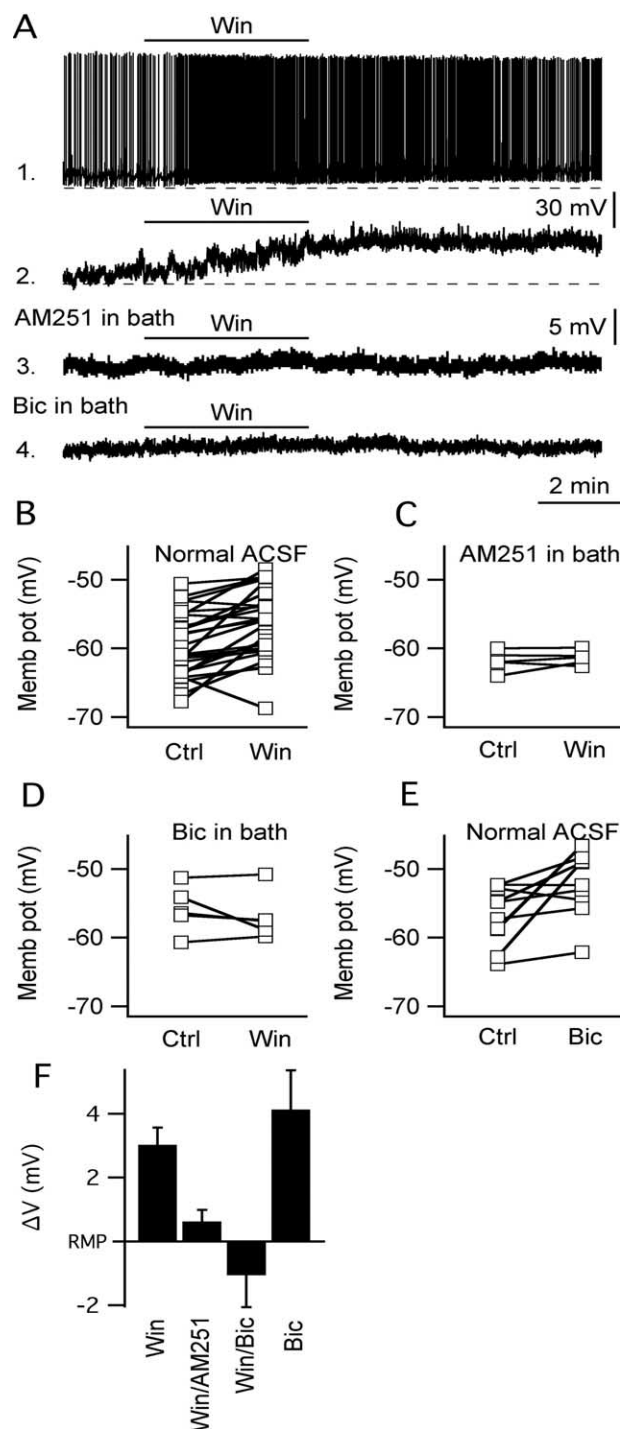 A
Win
1.
30 mV
Win
2.
AM251 in bath
5 mV
Win
3.
Bic in bath
Win
4.
2 min
B
Normal ACSF
Memb pot (mV)
-50
-60
-70
Ctrl Win
C
AM251 in bath
Memb pot (mV)
-50
-60
-70
Ctrl Win
D
Bic in bath
Memb pot (mV)
-50
-60
-70
Ctrl Win
E
Normal ACSF
Memb pot (mV)
-50
-60
-70
Ctrl Bic
F
ΔV (mV)
4
2
RMP
-2
Win
Win/AM251
Win/Bic
Bic